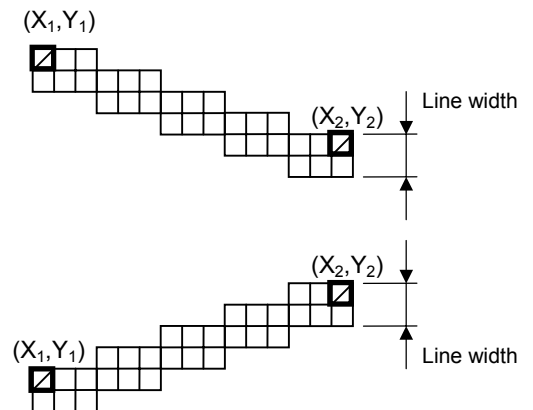 (X₁,Y₁)
Line width
(X₂,Y₂)
(X₂,Y₂)
(X₁,Y₁)
Line width